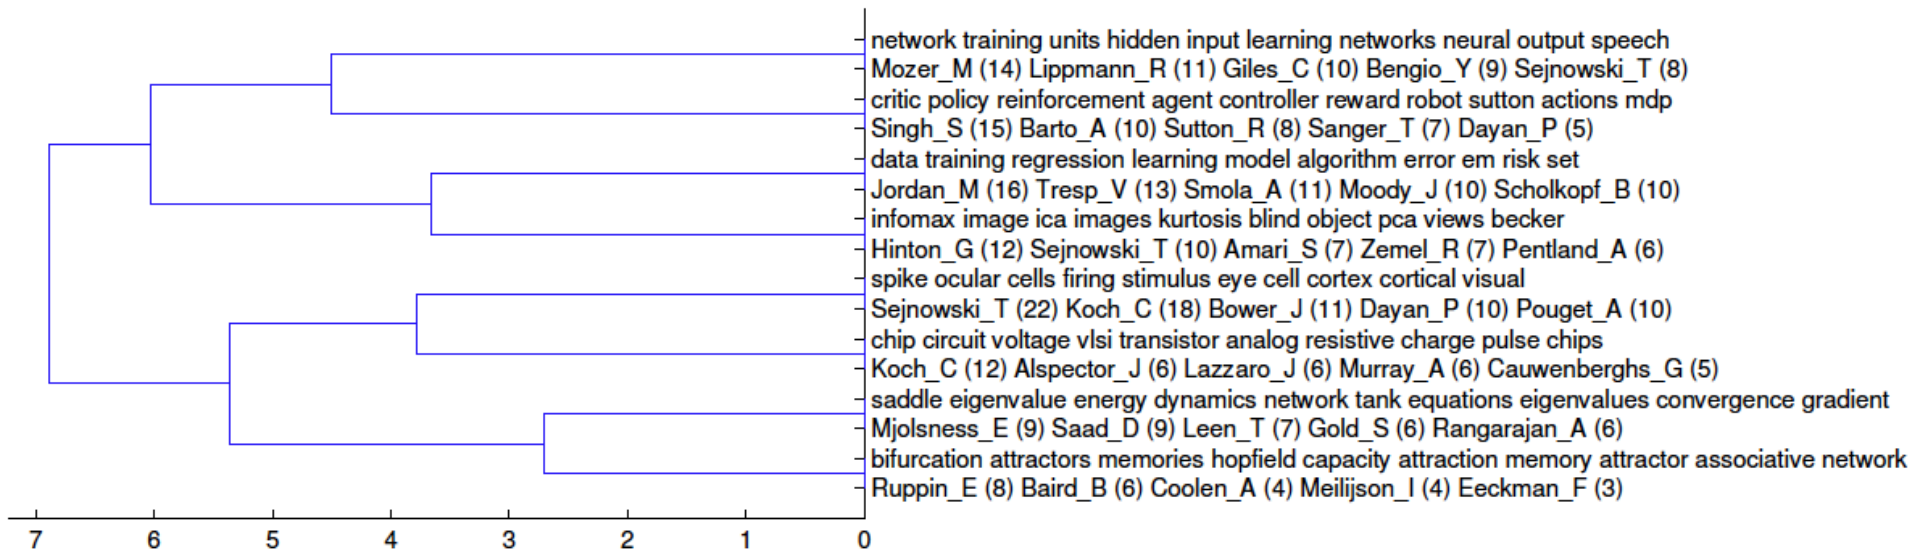 network training units hidden input learning networks neural output speech
Mozer_M (14) Lippmann_R (11) Giles_C (10) Bengio_Y (9) Sejnowski_T (8)
critic policy reinforcement agent controller reward robot sutton actions mdp
Singh_S (15) Barto_A (10) Sutton_R (8) Sanger_T (7) Dayan_P (5)
data training regression learning model algorithm error em risk set
Jordan_M (16) Tresp_V (13) Smola_A (11) Moody_J (10) Scholkopf_B (10)
infomax image ica images kurtosis blind object pca views becker
Hinton_G (12) Sejnowski_T (10) Amari_S (7) Zemel_R (7) Pentland_A (6)
spike ocular cells firing stimulus eye cell cortex cortical visual
Sejnowski_T (22) Koch_C (18) Bower_J (11) Dayan_P (10) Pouget_A (10)
chip circuit voltage vlsi transistor analog resistive charge pulse chips
Koch_C (12) Alspector_J (6) Lazzaro_J (6) Murray_A (6) Cauwenberghs_G (5)
saddle eigenvalue energy dynamics network tank equations eigenvalues convergence gradient
Mjolsness_E (9) Saad_D (9) Leen_T (7) Gold_S (6) Rangarajan_A (6)
bifurcation attractors memories hopfield capacity attraction memory attractor associative network
Ruppin_E (8) Baird_B (6) Coolen_A (4) Meilijson_I (4) Eeckman_F (3)
7 6 5 4 3 2 1 0